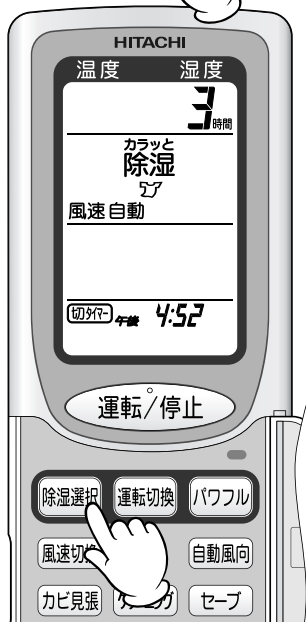 HITACHI
温度 湿度
3時間
カラッと
除湿
風速自動
切タイマー 午後 4:52
運転/停止
除湿選択 運転切換 パワフル
風速切換 自動風向
カビ見張 セーブ